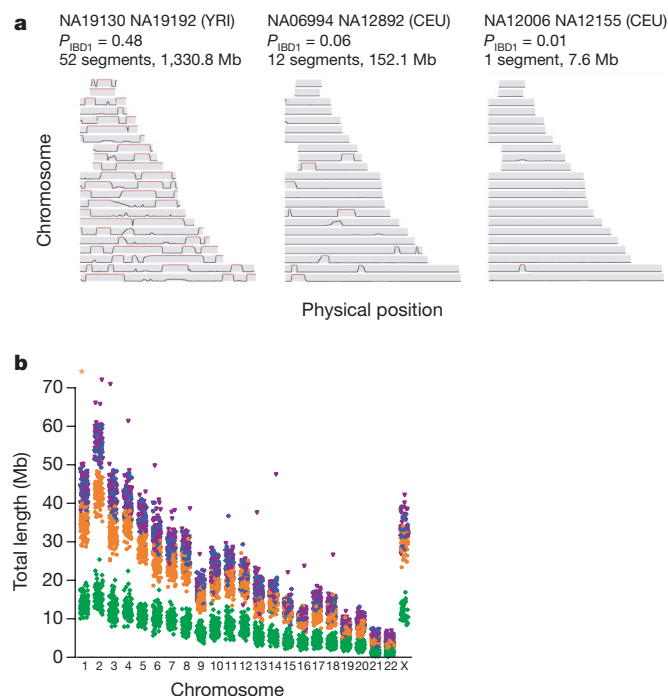 a
NA19130 NA19192 (YRI)
P_IBD1 = 0.48
52 segments, 1,330.8 Mb
NA06994 NA12892 (CEU)
P_IBD1 = 0.06
12 segments, 152.1 Mb
NA12006 NA12155 (CEU)
P_IBD1 = 0.01
1 segment, 7.6 Mb
Chromosome
Physical position
b
Total length (Mb)
70
60
50
40
30
20
10
0
1 2 3 4 5 6 7 8 9 10 11 12 13 14 15 16 17 18 19 20 21 22 X
Chromosome